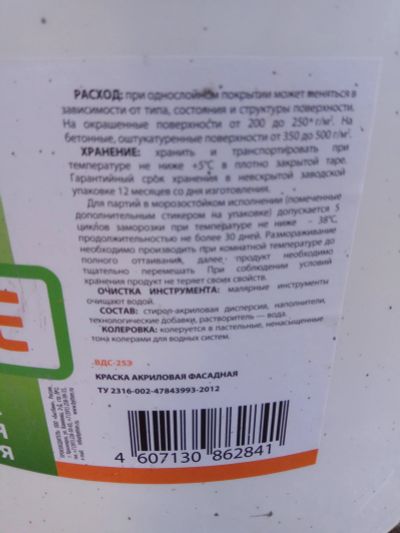 РАСХОД: при однослойном покрытии может меняться в
зависимости от типа, состояния и структуры поверхности.
На окрашенные поверхности от 200 до 250* г/м². На
бетонные, оштукатуренные поверхности от 350 до 500 г/м².
ХРАНЕНИЕ: хранить и транспортировать при
температуре не ниже +5°С в плотно закрытой таре.
Гарантийный срок хранения в невскрытой заводской
упаковке 12 месяцев со дня изготовления.
Для партий в морозостойком исполнении (помеченные
дополнительным стикером на упаковке) допускается 5
циклов заморозки при температуре не ниже - 38°С,
продолжительностью не более 30 дней. Размораживание
необходимо производить при комнатной температуре до
полного оттаивания, далее продукт необходимо
тщательно перемешать При соблюдении условий
хранения продукт не теряет своих свойств.
ОЧИСТКА ИНСТРУМЕНТА: малярные инструменты
очищают водой.
СОСТАВ: стирол-акриловая дисперсия, наполнители,
технологические добавки, растворитель — вода.
КОЛЕРОВКА: колеруется в пастельные, ненасыщенные
тона колерами для водных систем.
ВДС-25Э
КРАСКА АКРИЛОВАЯ ФАСАДНАЯ
ТУ 2316-002-47843993-2012
4 607130 862841